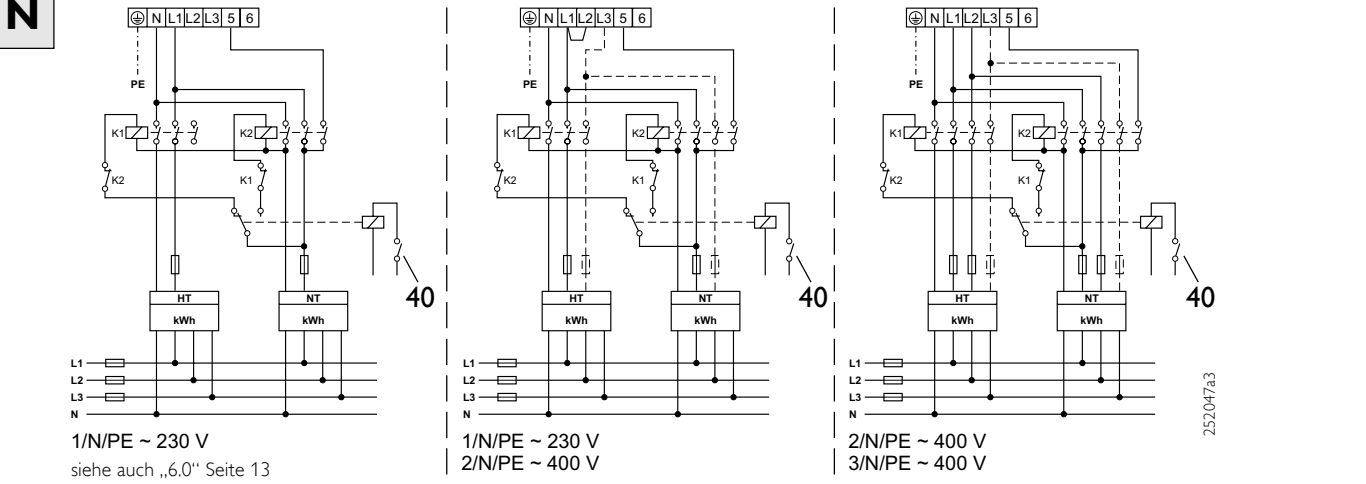 N
N L1 L2 L3 5 6
PE
K1
K2
K2
K1
40
HT
kWh
NT
kWh
L1
L2
L3
N
1/N/PE ~ 230 V
siehe auch „6.0“ Seite 13
N L1 L2 L3 5 6
PE
K1
K2
K2
K1
40
HT
kWh
NT
kWh
L1
L2
L3
N
1/N/PE ~ 230 V
2/N/PE ~ 400 V
N L1 L2 L3 5 6
PE
K1
K2
K2
K1
40
HT
kWh
NT
kWh
L1
L2
L3
N
2/N/PE ~ 400 V
3/N/PE ~ 400 V
252047a3